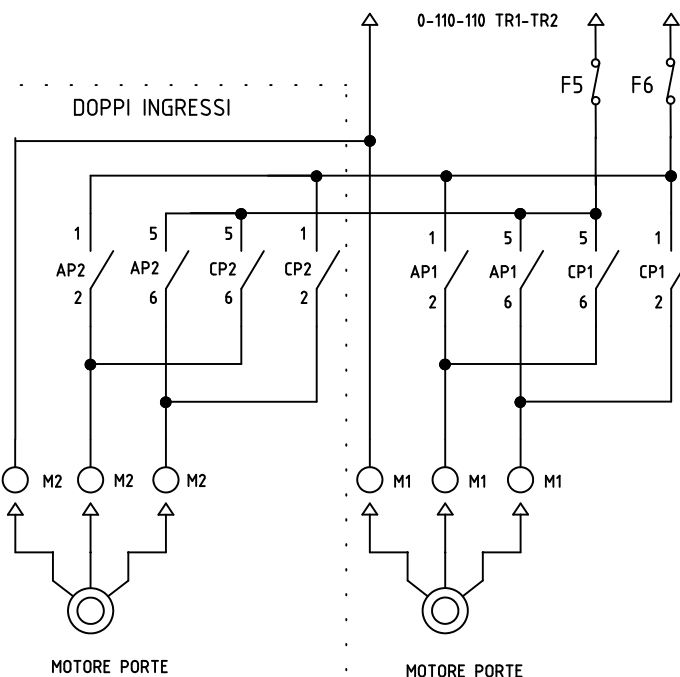 0-110-110 TR1-TR2
F5 F6
DOPPI INGRESSI
1 5 5 1 1 5 5 1
AP2 AP2 CP2 CP2 AP1 AP1 CP1 CP1
2 6 6 2 2 6 6 2
M2 M2 M2 M1 M1 M1
MOTORE PORTE MOTORE PORTE